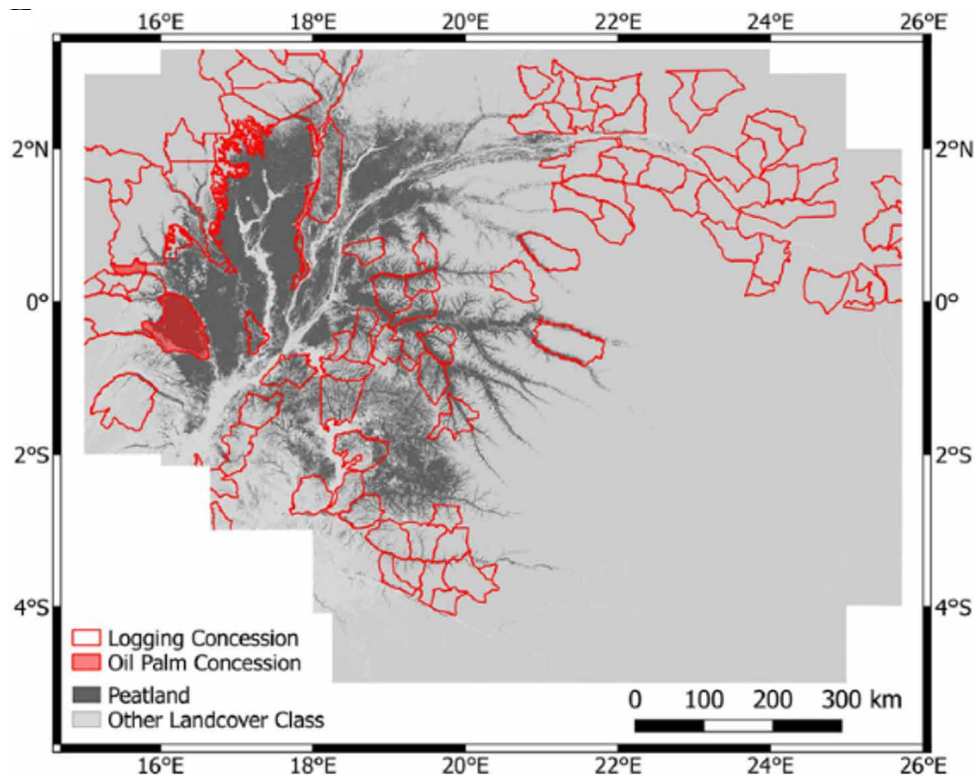 16°E 18°E 20°E 22°E 24°E 26°E
2°N 2°N
0° 0°
2°S 2°S
4°S 4°S
Logging Concession
Oil Palm Concession
Peatland
Other Landcover Class
0 100 200 300 km
16°E 18°E 20°E 22°E 24°E 26°E